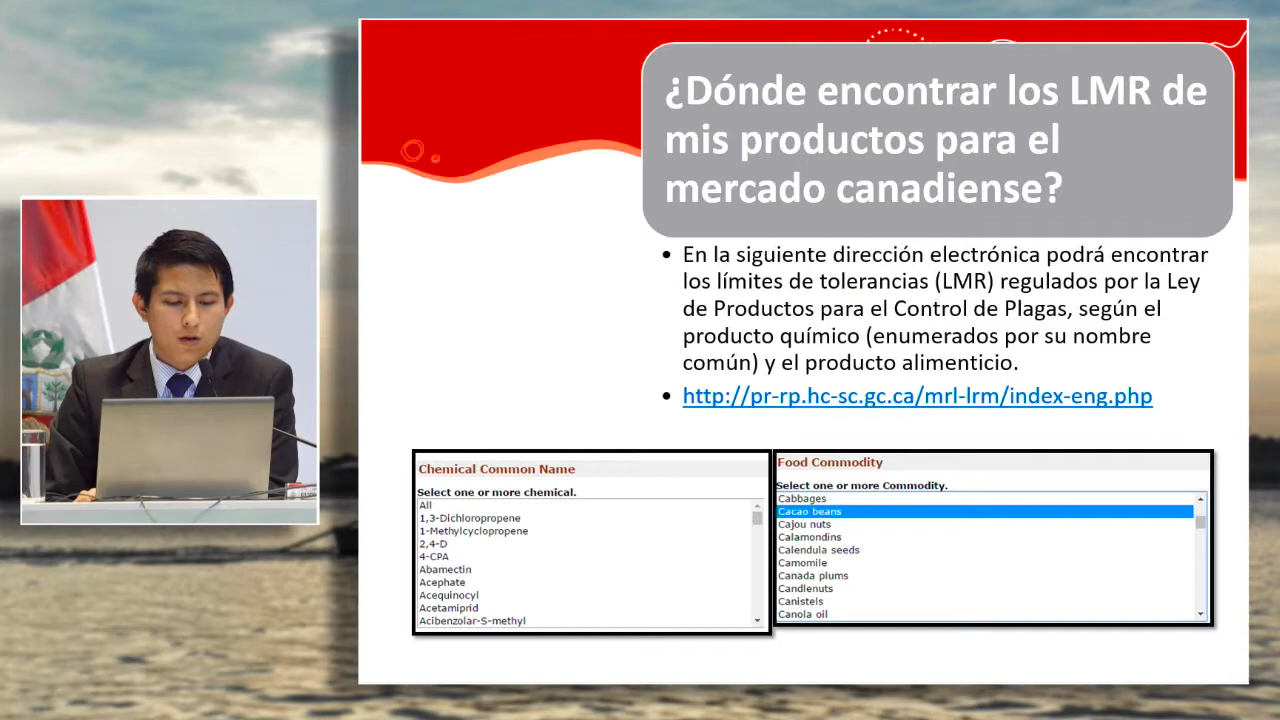 ¿Dónde encontrar los LMR de
mis productos para el
mercado canadiense?
• En la siguiente dirección electrónica podrá encontrar
los límites de tolerancias (LMR) regulados por la Ley
de Productos para el Control de Plagas, según el
producto químico (enumerados por su nombre
común) y el producto alimenticio.
• http://pr-rp.hc-sc.gc.ca/mrl-lrm/index-eng.php
Chemical Common Name
Select one or more chemical.
All
1,3-Dichloropropene
1-Methylcyclopropene
2,4-D
4-CPA
Abamectin
Acephate
Acequinocyl
Acetamiprid
Acibenzolar-S-methyl
Food Commodity
Select one or more Commodity.
Cabbages
Cacao beans
Cajou nuts
Calamondins
Calendula seeds
Camomile
Canada plums
Candlenuts
Canistels
Canola oil